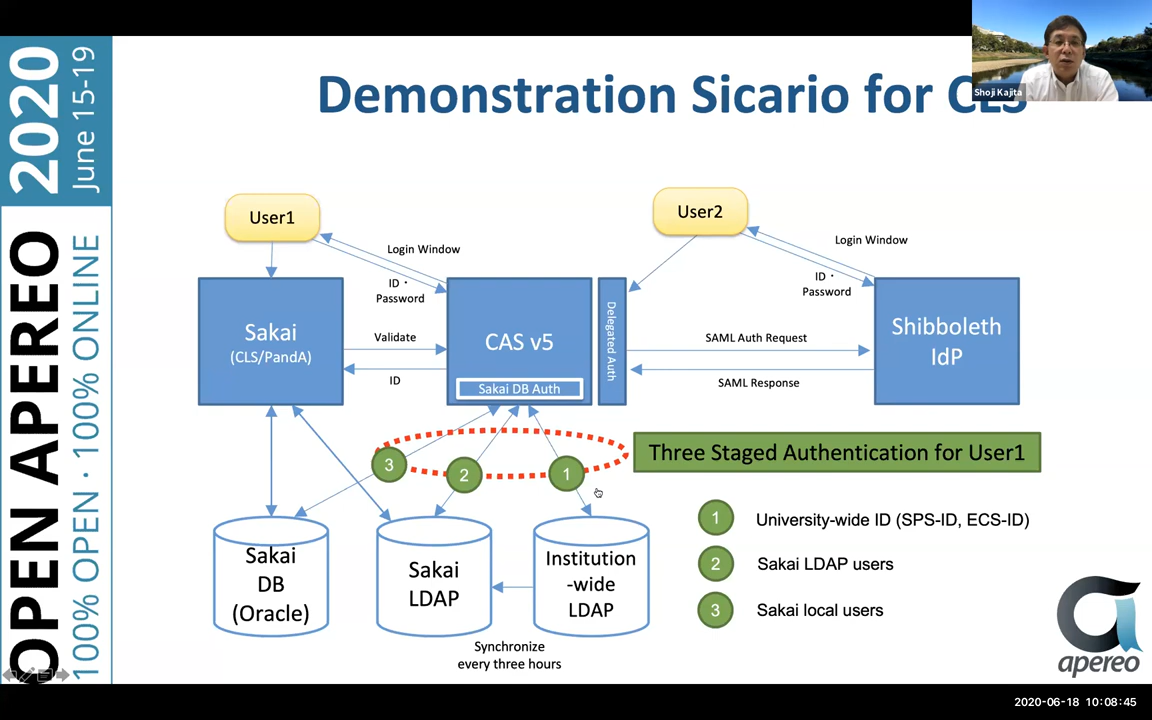 OPEN APEREO 2020
100% OPEN · 100% ONLINE June 15-19
Demonstration Sicario for CLS
Shoji Kajita
User1
User2
Login Window
ID・
Password
Login Window
ID・
Password
Sakai
(CLS/PandA)
Validate
ID
CAS v5
Sakai DB Auth
Delegated Auth
SAML Auth Request
SAML Response
Shibboleth
IdP
3
2
1
Three Staged Authentication for User1
Sakai
DB
(Oracle)
Sakai
LDAP
Institution
-wide
LDAP
Synchronize
every three hours
1 University-wide ID (SPS-ID, ECS-ID)
2 Sakai LDAP users
3 Sakai local users
apereo
2020-06-18 10:08:45